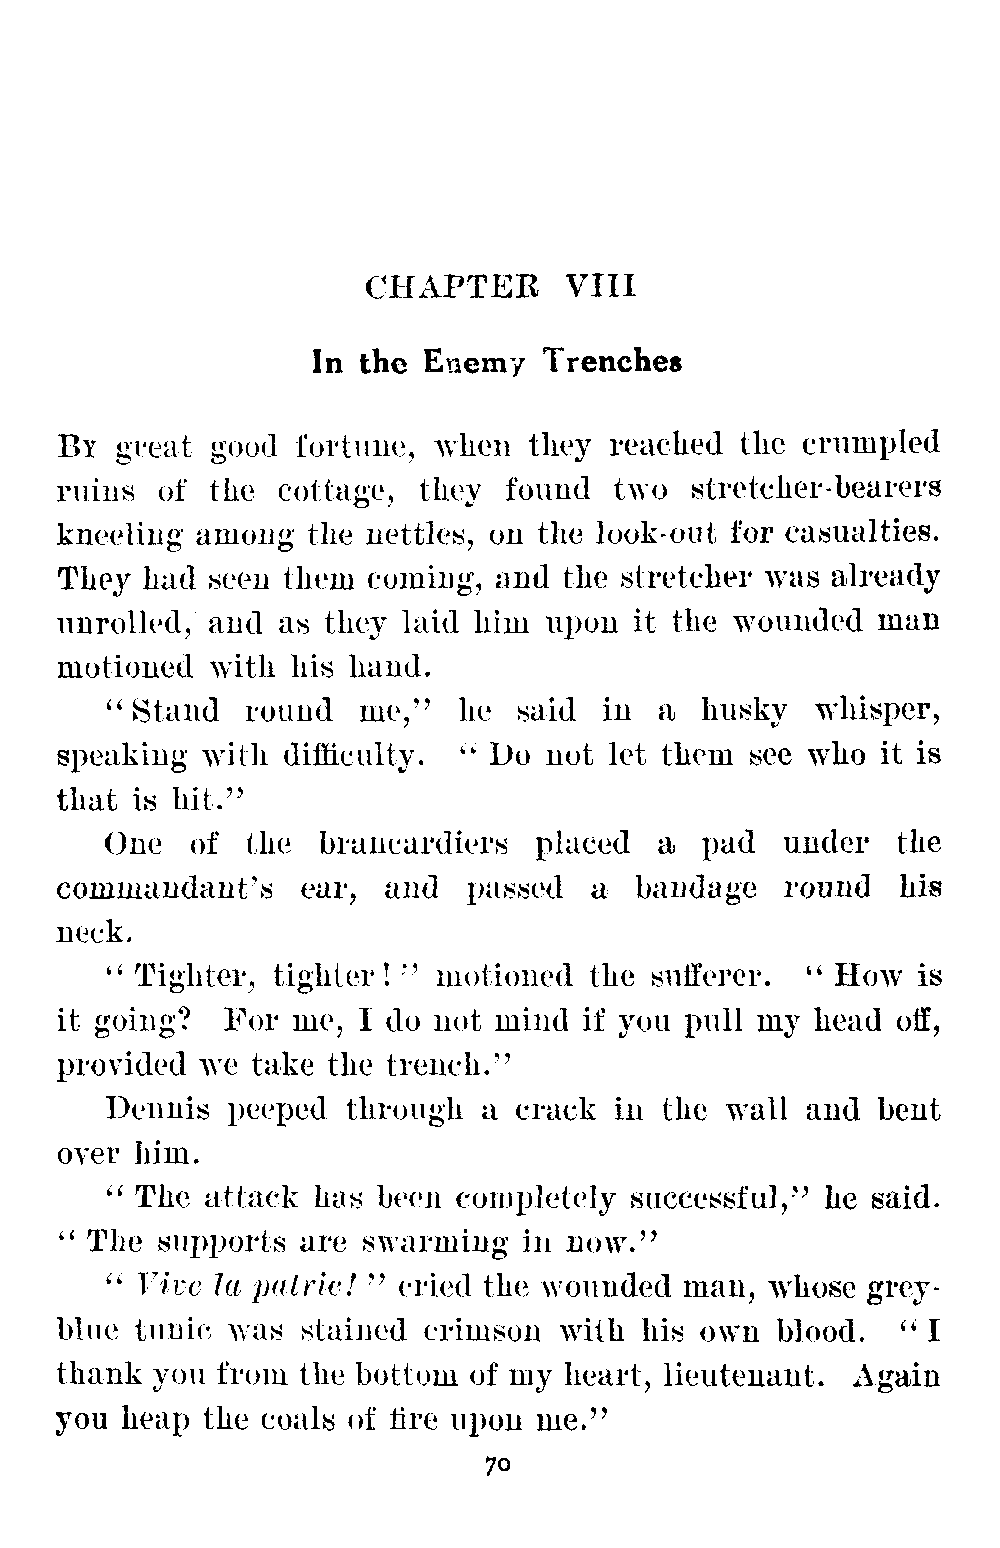 CHAPTER VIII
In the Enemy Trenches
By great good fortune, when they reached the crumpled
ruins of the cottage, they found two stretcher-bearers
kneeling among the nettles, on the look-out for casualties.
They had seen them coming, and the stretcher was already
unrolled, and as they laid him upon it the wounded man
motioned with his hand.
“Stand round me,” he said in a husky whisper,
speaking with difficulty. “Do not let them see who it is
that is hit.”
One of the brancardiers placed a pad under the
commandant’s ear, and passed a bandage round his
neck.
“Tighter, tighter!” motioned the sufferer. “How is
it going? For me, I do not mind if you pull my head off,
provided we take the trench.”
Dennis peeped through a crack in the wall and bent
over him.
“The attack has been completely successful,” he said.
“The supports are swarming in now.”
“Vive la patrie!” cried the wounded man, whose grey-
blue tunic was stained crimson with his own blood. “I
thank you from the bottom of my heart, lieutenant. Again
you heap the coals of fire upon me.”
70